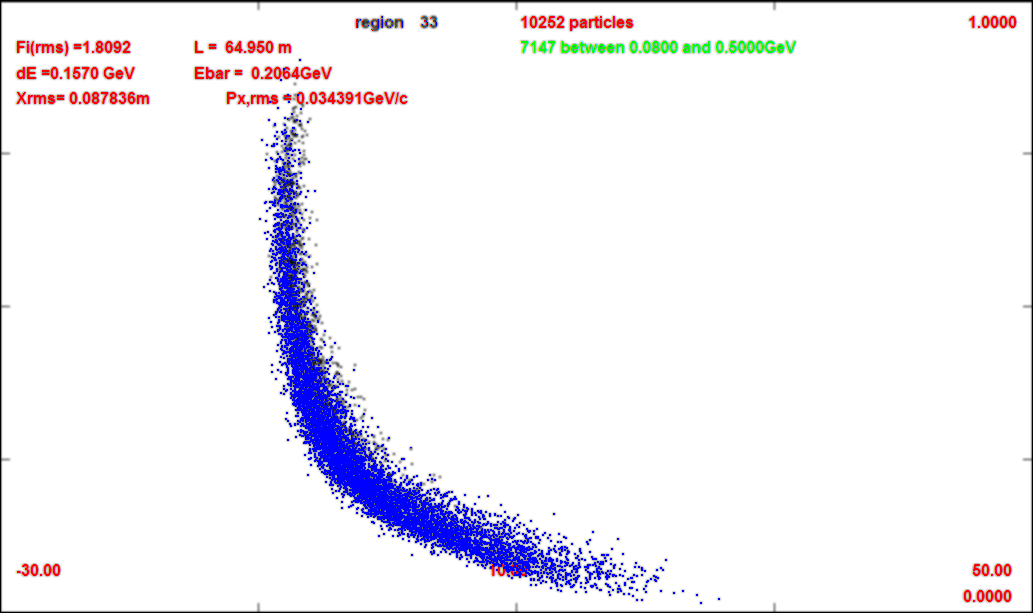 region 33 10252 particles 1.0000
Fi(rms) =1.8092 L = 64.950 m 7147 between 0.0800 and 0.5000GeV
dE =0.1570 GeV Ebar = 0.2064GeV
Xrms= 0.087836m Px,rms = 0.034391GeV/c
-30.00 50.00
0.0000